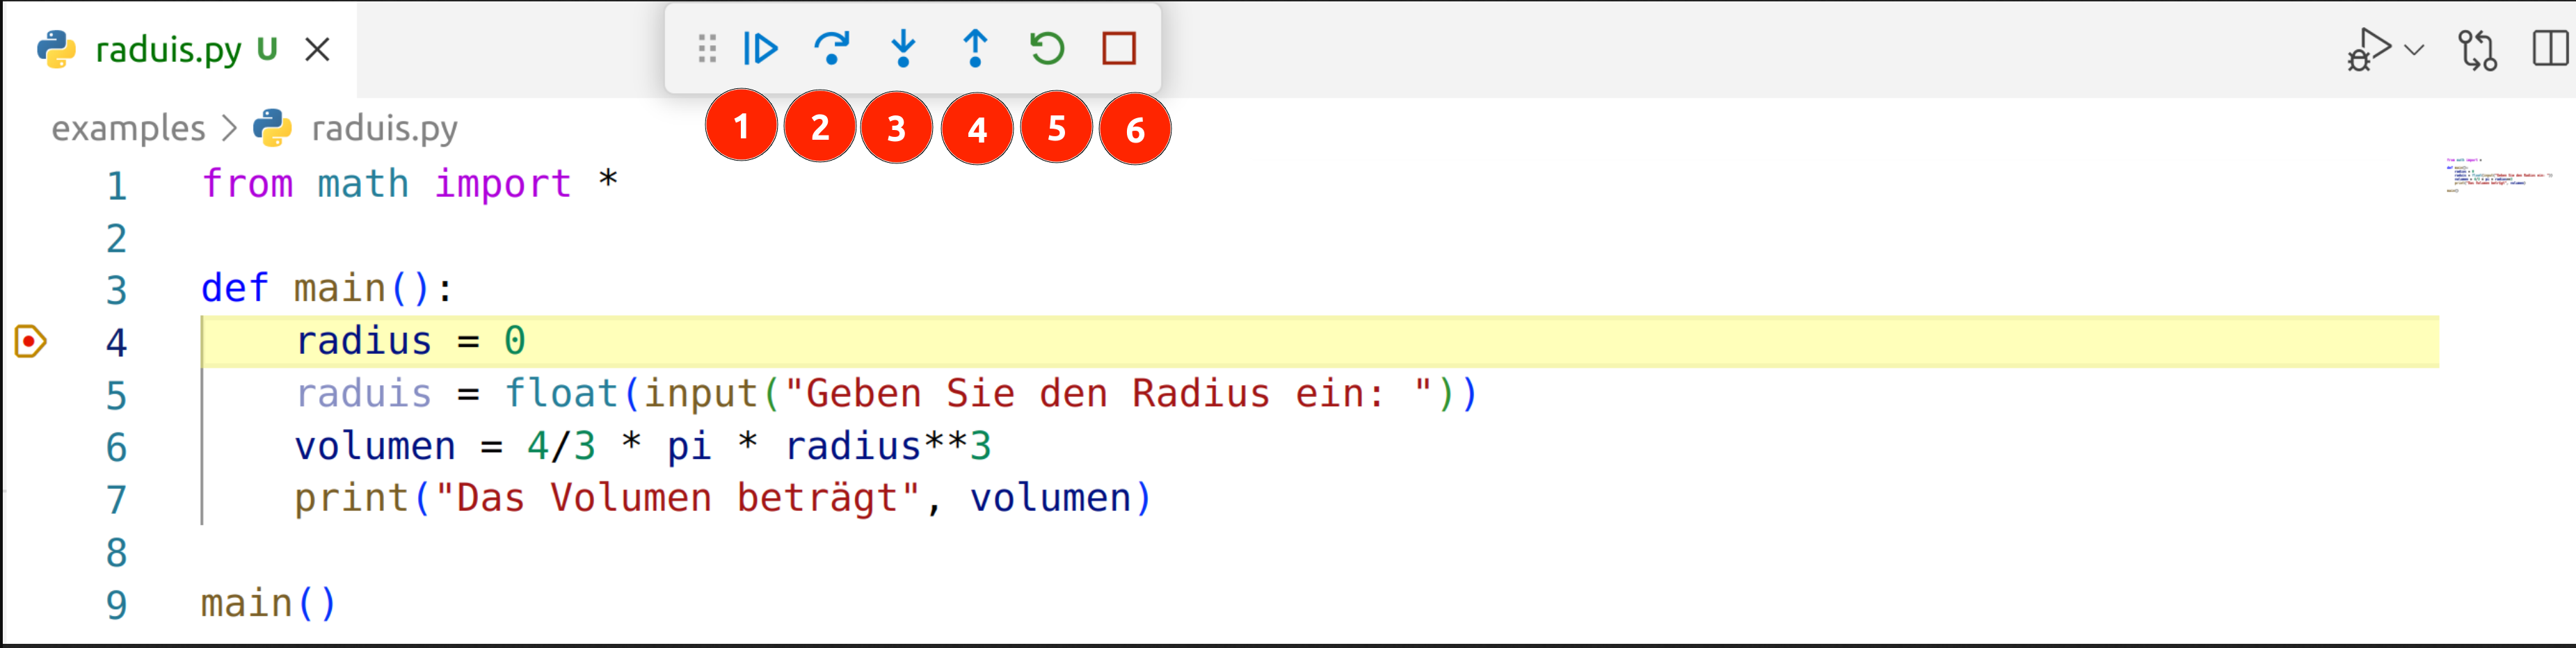 raduis.py U
1 2 3 4 5 6
examples > raduis.py
1 from math import *
2
3 def main():
4     radius = 0
5     raduis = float(input("Geben Sie den Radius ein: "))
6     volumen = 4/3 * pi * radius**3
7     print("Das Volumen beträgt", volumen)
8
9 main()